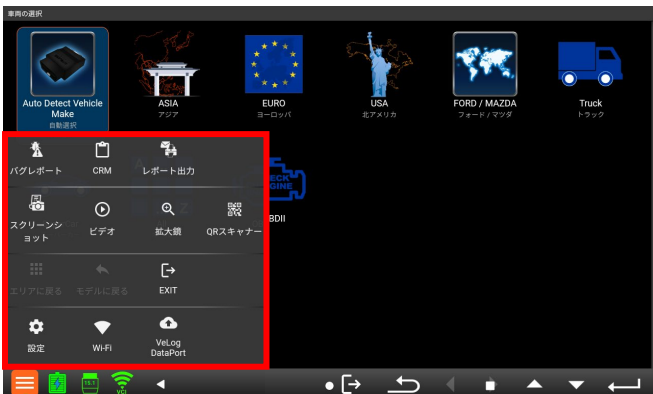 車両の選択
Auto Detect Vehicle
Make
自動選択
ASIA
アジア
EURO
ヨーロッパ
USA
北アメリカ
FORD / MAZDA
フォード / マツダ
Truck
トラック
バグレポート
CRM
レポート出力
CHECK
ENGINE
BDII
スクリーンシ
ョット
ビデオ
拡大鏡
QRスキャナー
エリアに戻る
モデルに戻る
EXIT
設定
Wi-Fi
VeLog
DataPort
15.1
VCI